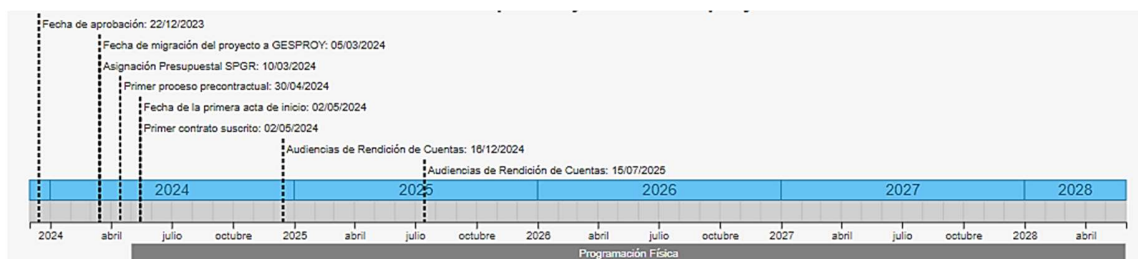 Fecha de aprobación: 22/12/2023
Fecha de migración del proyecto a GESPROY: 05/03/2024
Asignación Presupuestal SPGR: 10/03/2024
Primer proceso precontractual: 30/04/2024
Fecha de la primera acta de inicio: 02/05/2024
Primer contrato suscrito: 02/05/2024
Audiencias de Rendición de Cuentas: 16/12/2024
Audiencias de Rendición de Cuentas: 15/07/2025
2024 2025 2026 2027 2028
2024 abril julio octubre 2025 abril julio octubre 2026 abril julio octubre 2027 abril julio octubre 2028 abril
Programación Física